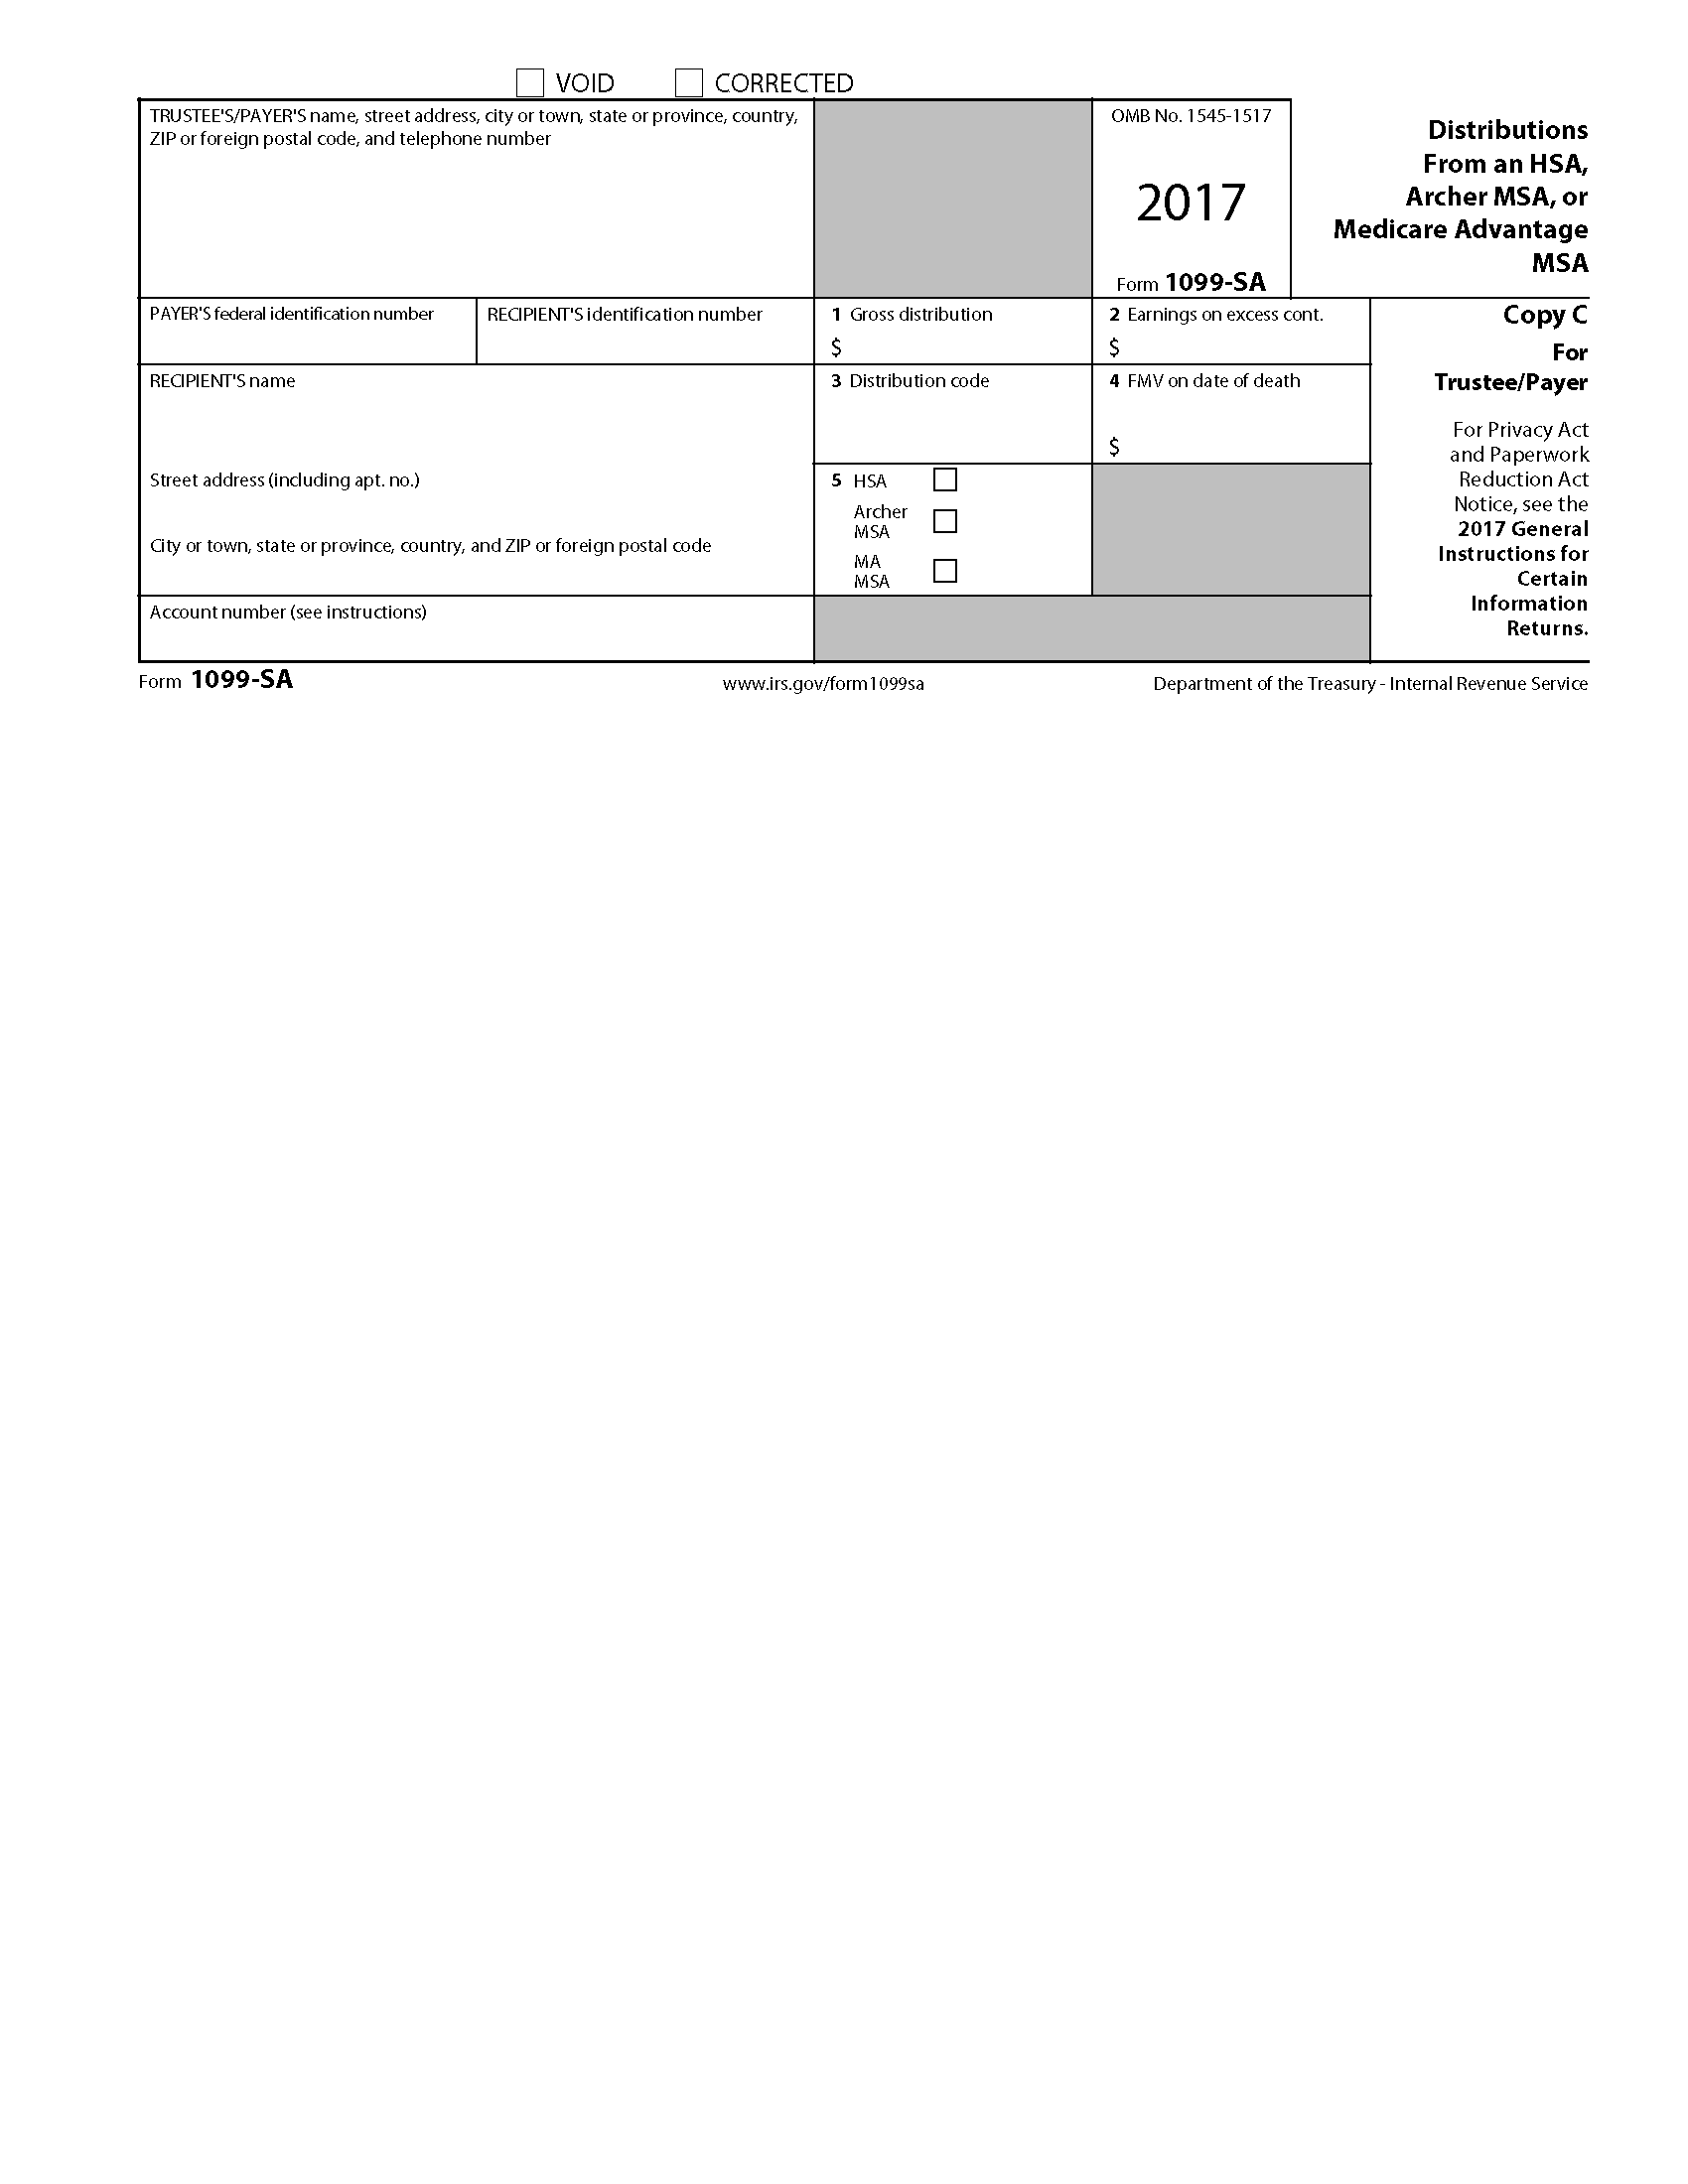 VOID CORRECTED
TRUSTEE'S/PAYER'S name, street address, city or town, state or province, country,
ZIP or foreign postal code, and telephone number
OMB No. 1545-1517
2017
Form 1099-SA
Distributions
From an HSA,
Archer MSA, or
Medicare Advantage
MSA
PAYER'S federal identification number
RECIPIENT'S identification number
1 Gross distribution
$
2 Earnings on excess cont.
$
Copy C
For
Trustee/Payer
RECIPIENT'S name
3 Distribution code
4 FMV on date of death
$
For Privacy Act
and Paperwork
Reduction Act
Notice, see the
2017 General
Instructions for
Certain
Information
Returns.
Street address (including apt. no.)
5 HSA
Archer
MSA
MA
MSA
City or town, state or province, country, and ZIP or foreign postal code
Account number (see instructions)
Form 1099-SA
www.irs.gov/form1099sa
Department of the Treasury - Internal Revenue Service